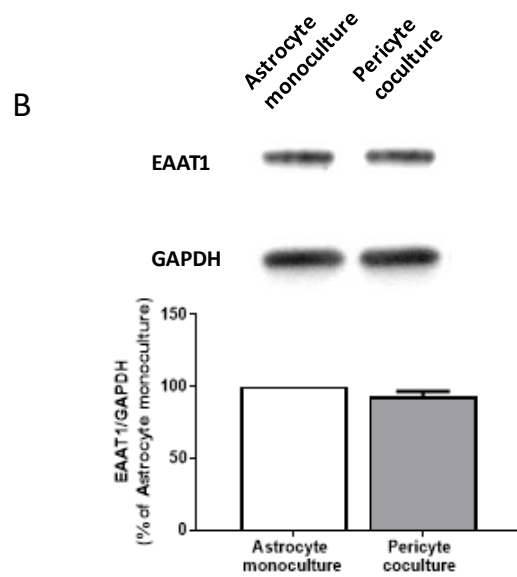 B
Astrocyte
monoculture
Pericyte
coculture
EAAT1
GAPDH
EAAT1/GAPDH
(% of Astrocyte monoculture)
150
100
50
0
Astrocyte
monoculture
Pericyte
coculture